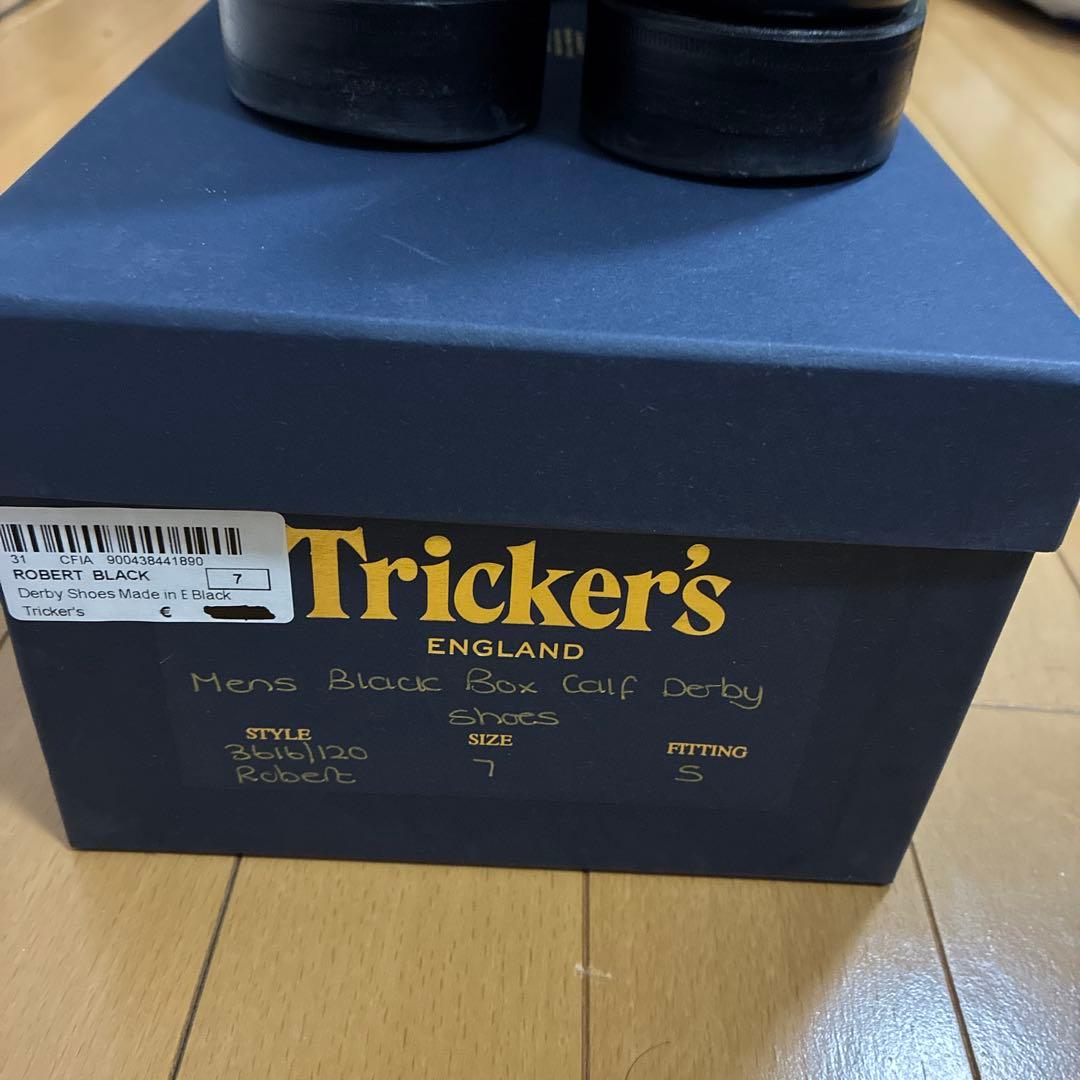 31 CFIA 900438441890
ROBERT BLACK 7
Derby Shoes Made in E Black
Tricker's €
Tricker's
ENGLAND
Mens Black Box Calf Derby
Shoes
STYLE SIZE FITTING
3616/120 7 S
Robert